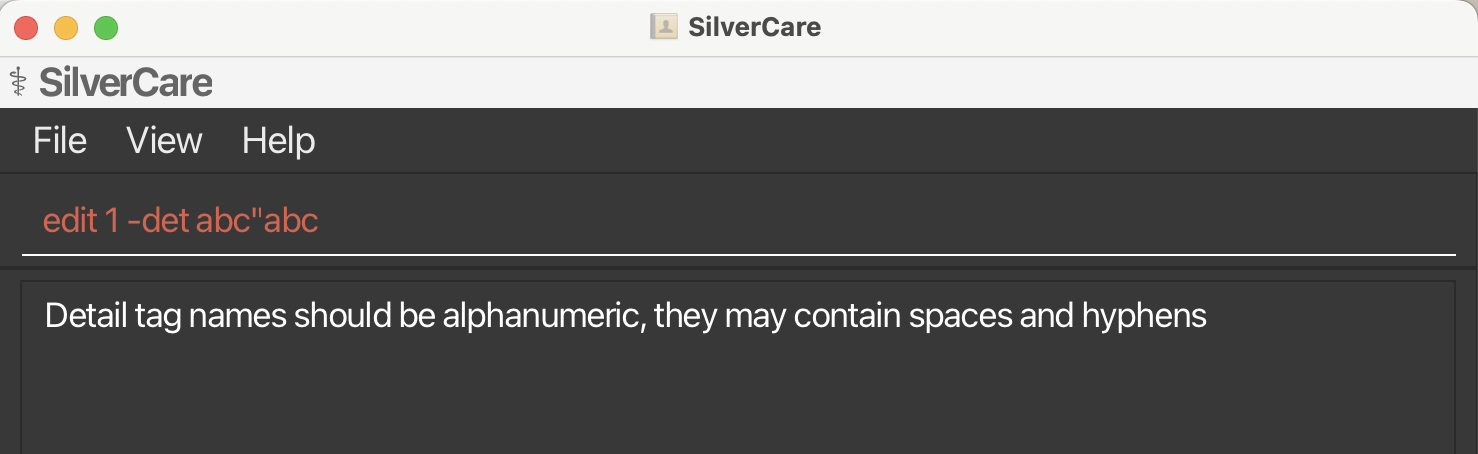 SilverCare
SilverCare
File View Help
edit 1 -det abc"abc
Detail tag names should be alphanumeric, they may contain spaces and hyphens